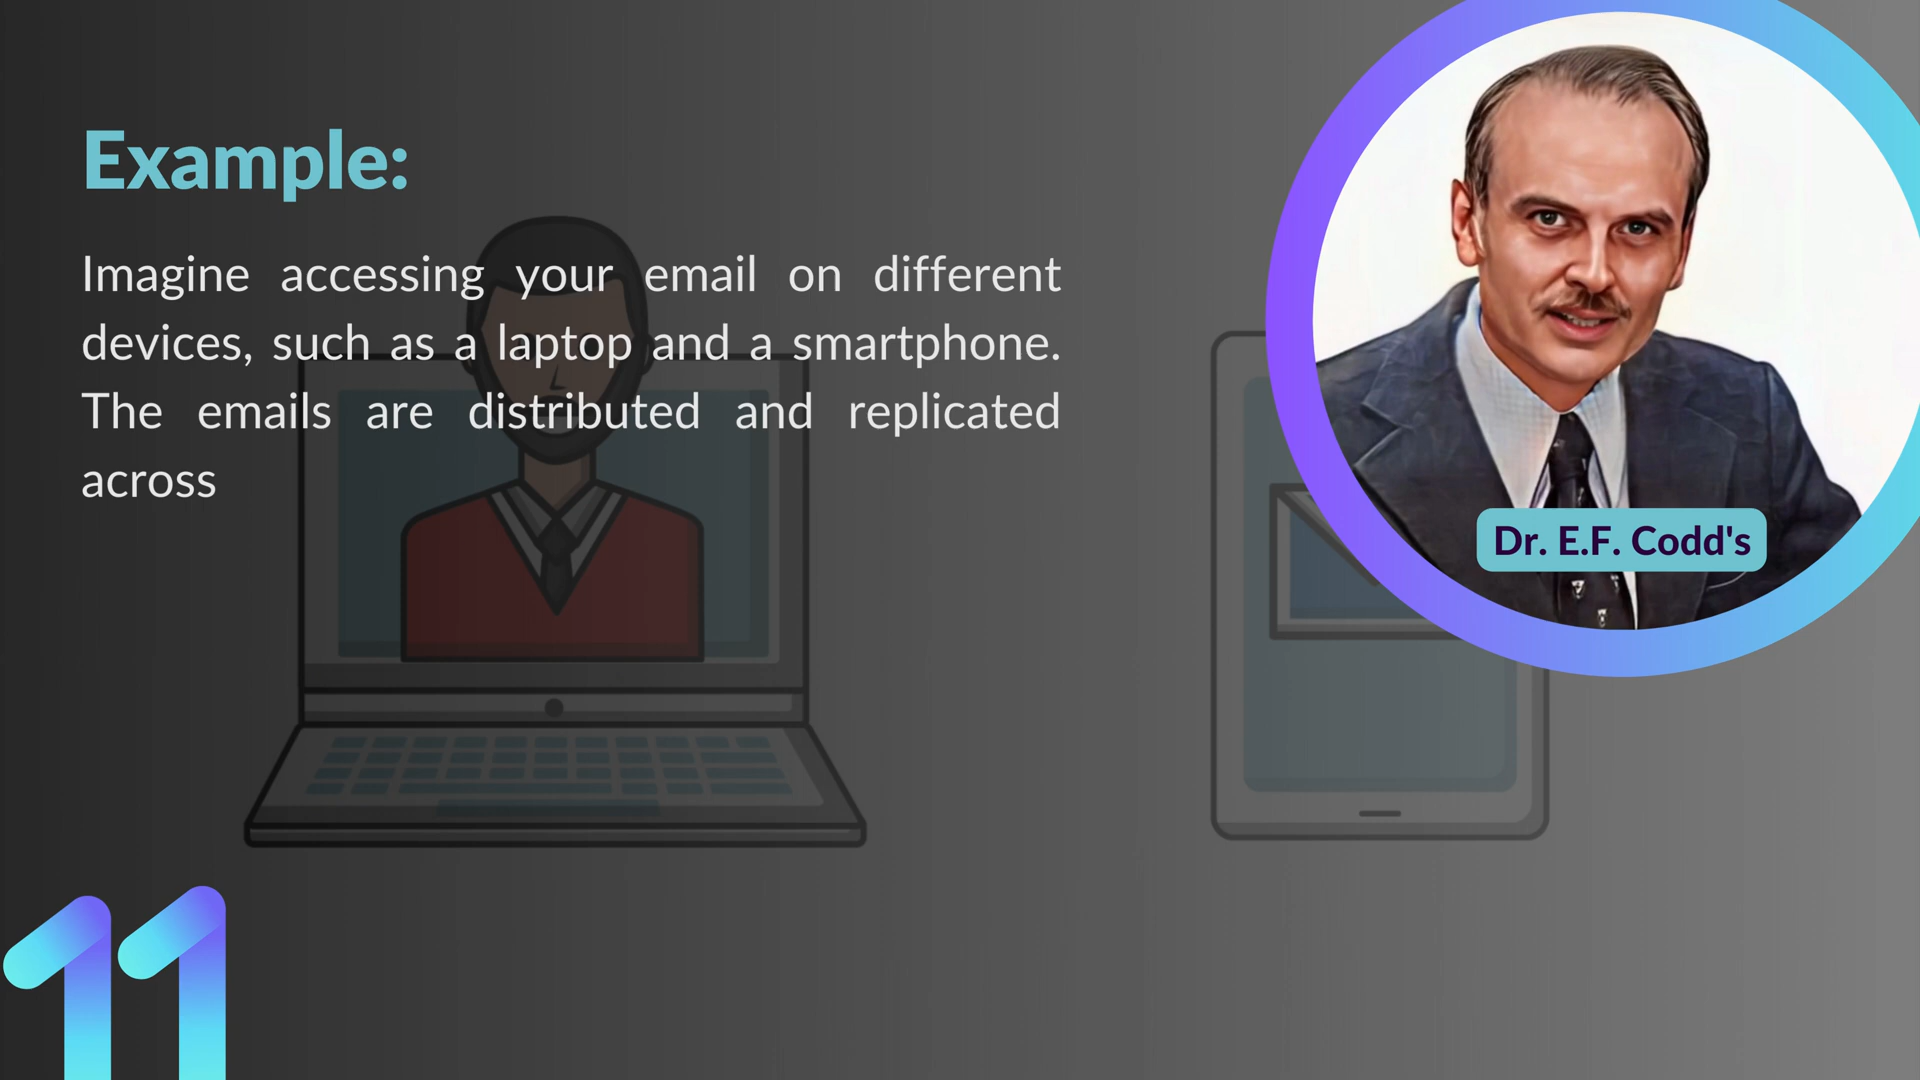 Example:
Imagine accessing your email on different
devices, such as a laptop and a smartphone.
The emails are distributed and replicated
across
Dr. E.F. Codd's
11